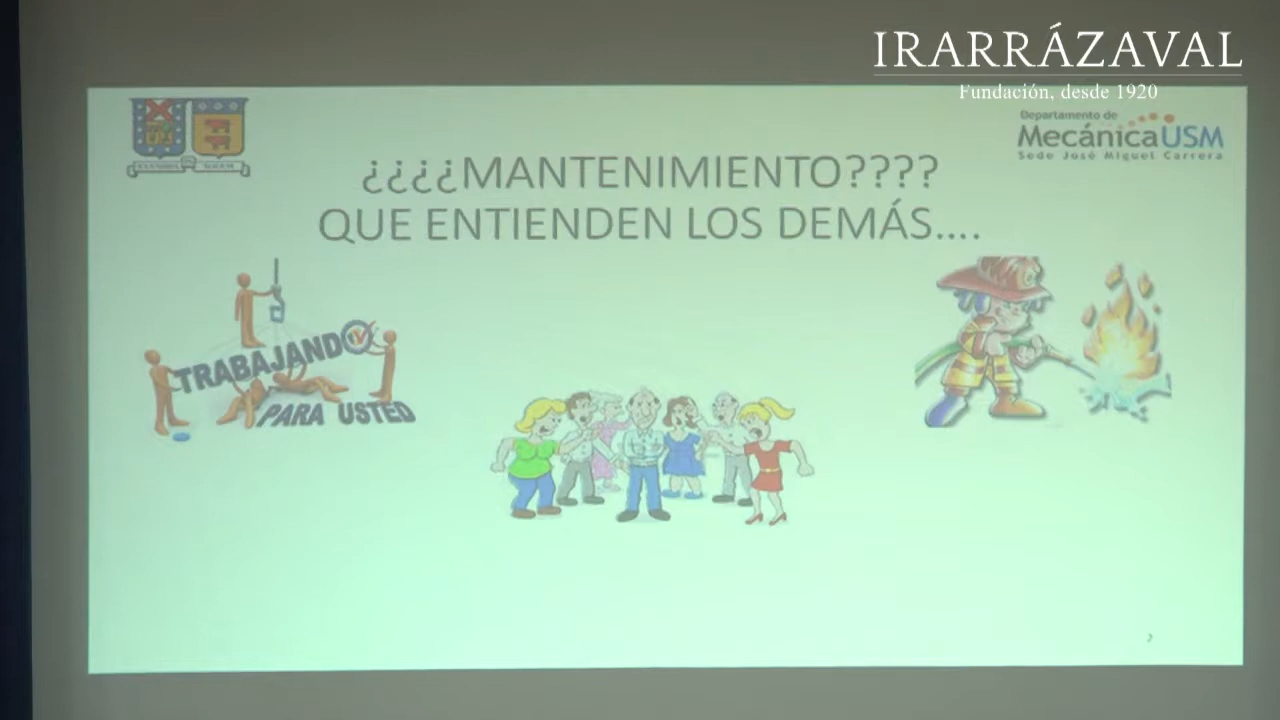 IRARRÁZAVAL
Fundación, desde 1920
Departamento de
MecánicaUSM
Sede José Miguel Carrera
¿¿¿¿MANTENIMIENTO????
QUE ENTIENDEN LOS DEMÁS....
TRABAJANDO
PARA USTED
2